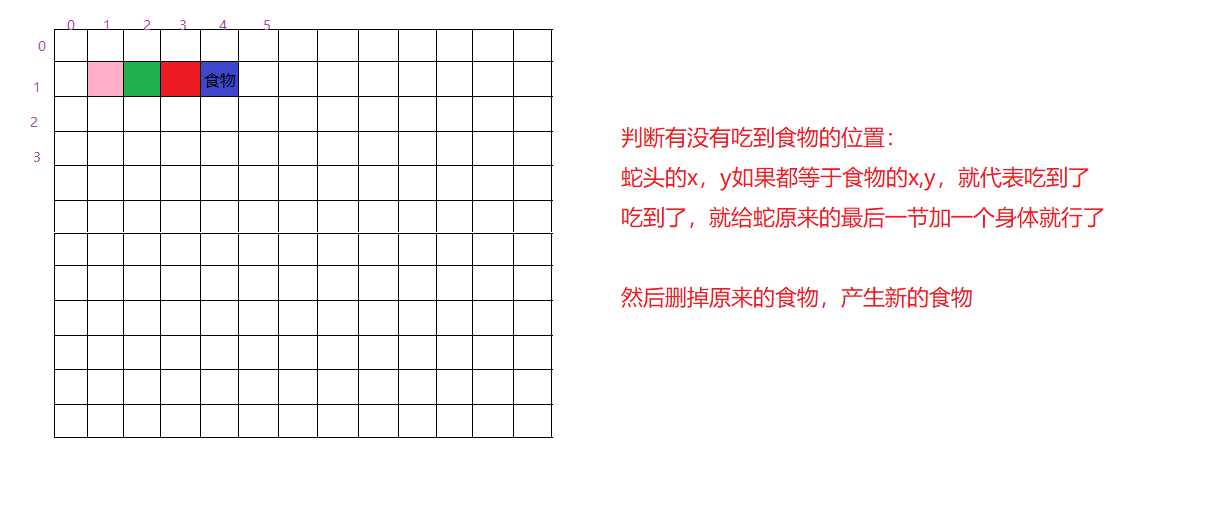 0 1 2 3 4 5
0
食物
1
2
3
判断有没有吃到食物的位置：
蛇头的x，y如果都等于食物的x,y，就代表吃到了
吃到了，就给蛇原来的最后一节加一个身体就行了
然后删掉原来的食物，产生新的食物